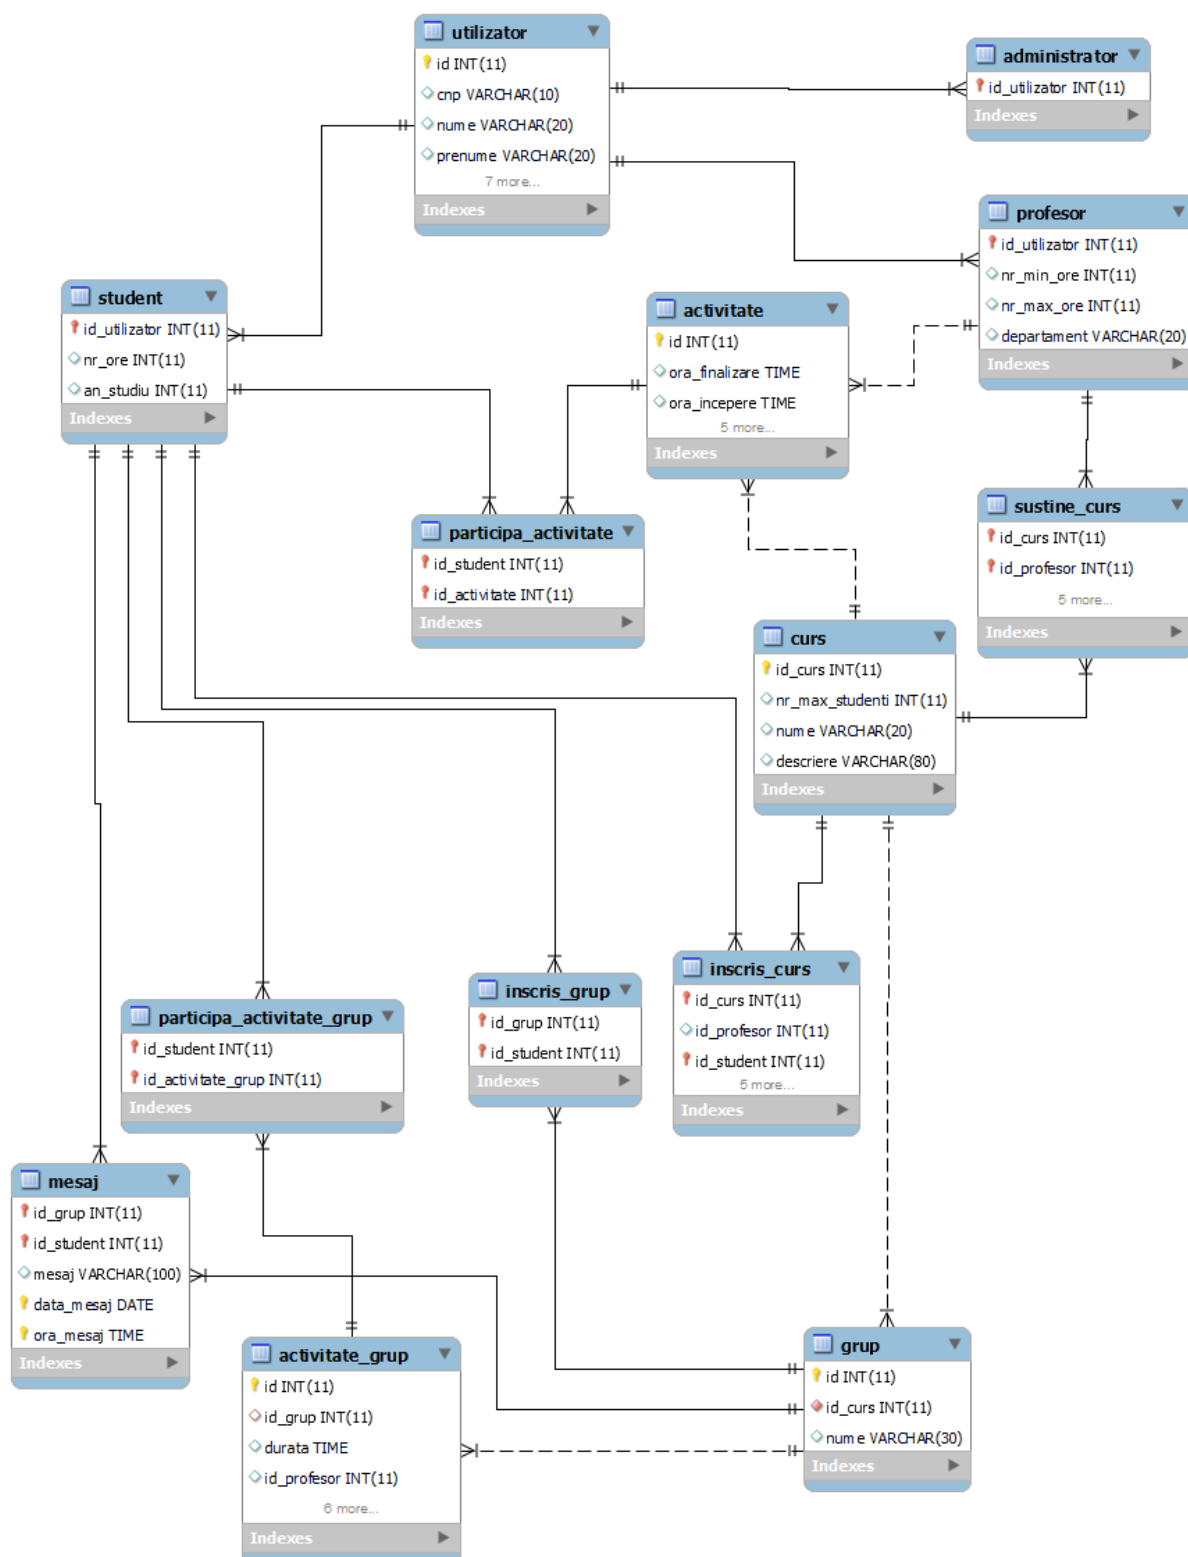 utilizator
id INT(11)
cnp VARCHAR(10)
nume VARCHAR(20)
prenume VARCHAR(20)
7 more...
Indexes
administrator
id_utilizator INT(11)
Indexes
profesor
id_utilizator INT(11)
nr_min_ore INT(11)
nr_max_ore INT(11)
departament VARCHAR(20)
Indexes
student
id_utilizator INT(11)
nr_ore INT(11)
an_studiu INT(11)
Indexes
activitate
id INT(11)
ora_finalizare TIME
ora_incepere TIME
5 more...
Indexes
participa_activitate
id_student INT(11)
id_activitate INT(11)
Indexes
sustine_curs
id_curs INT(11)
id_profesor INT(11)
5 more...
Indexes
curs
id_curs INT(11)
nr_max_studenti INT(11)
nume VARCHAR(20)
descriere VARCHAR(80)
Indexes
inscris_curs
id_curs INT(11)
id_profesor INT(11)
id_student INT(11)
5 more...
Indexes
inscris_grup
id_grup INT(11)
id_student INT(11)
Indexes
participa_activitate_grup
id_student INT(11)
id_activitate_grup INT(11)
Indexes
mesaj
id_grup INT(11)
id_student INT(11)
mesaj VARCHAR(100)
data_mesaj DATE
ora_mesaj TIME
Indexes
activitate_grup
id INT(11)
id_grup INT(11)
durata TIME
id_profesor INT(11)
6 more...
Indexes
grup
id INT(11)
id_curs INT(11)
nume VARCHAR(30)
Indexes